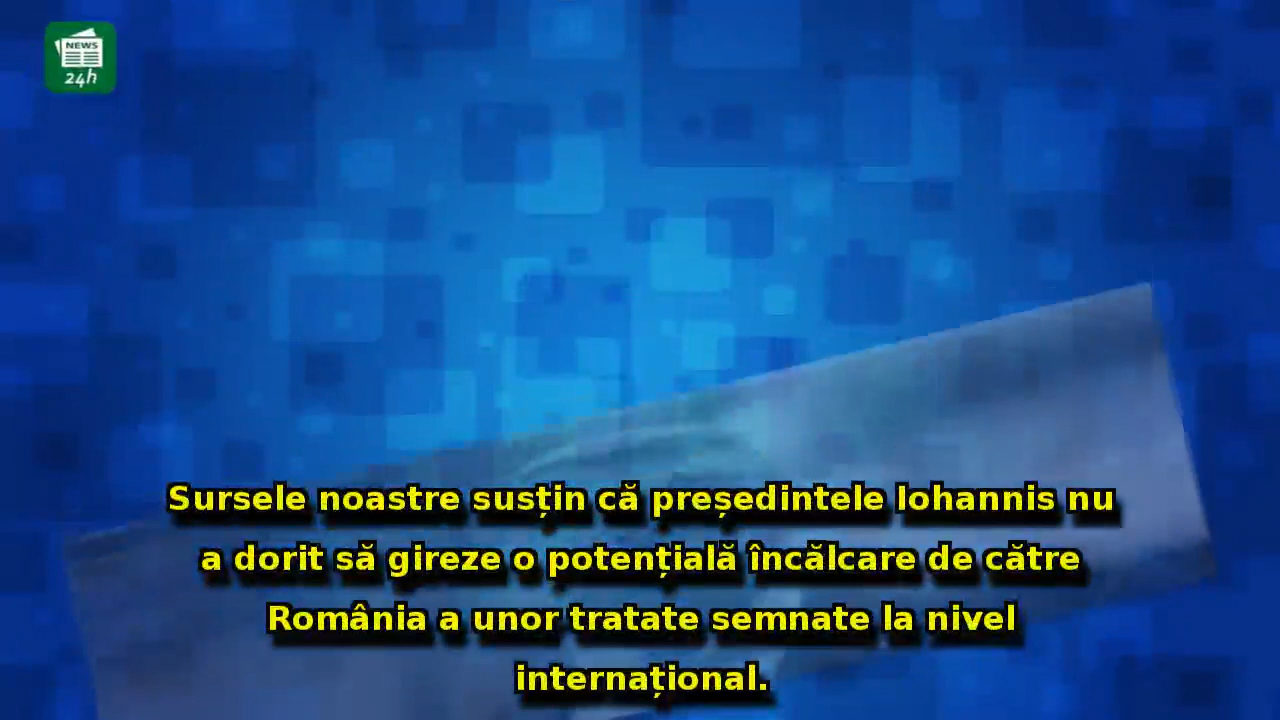 NEWS
24h
Sursele noastre susțin că președintele Iohannis nu
a dorit să gireze o potențială încălcare de către
România a unor tratate semnate la nivel
internațional.